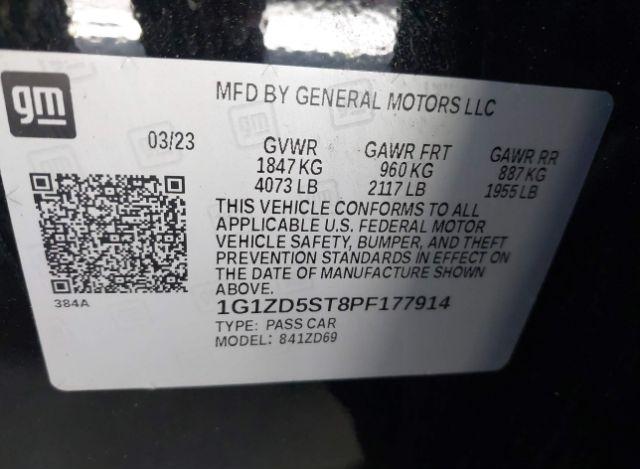 gm
MFD BY GENERAL MOTORS LLC
03/23
GVWR GAWR FRT GAWR RR
1847 KG 960 KG 887 KG
4073 LB 2117 LB 1955 LB
THIS VEHICLE CONFORMS TO ALL
APPLICABLE U.S. FEDERAL MOTOR
VEHICLE SAFETY, BUMPER, AND THEFT
PREVENTION STANDARDS IN EFFECT ON
THE DATE OF MANUFACTURE SHOWN
ABOVE.
384A
1G1ZD5ST8PF177914
TYPE: PASS CAR
MODEL: 841ZD69